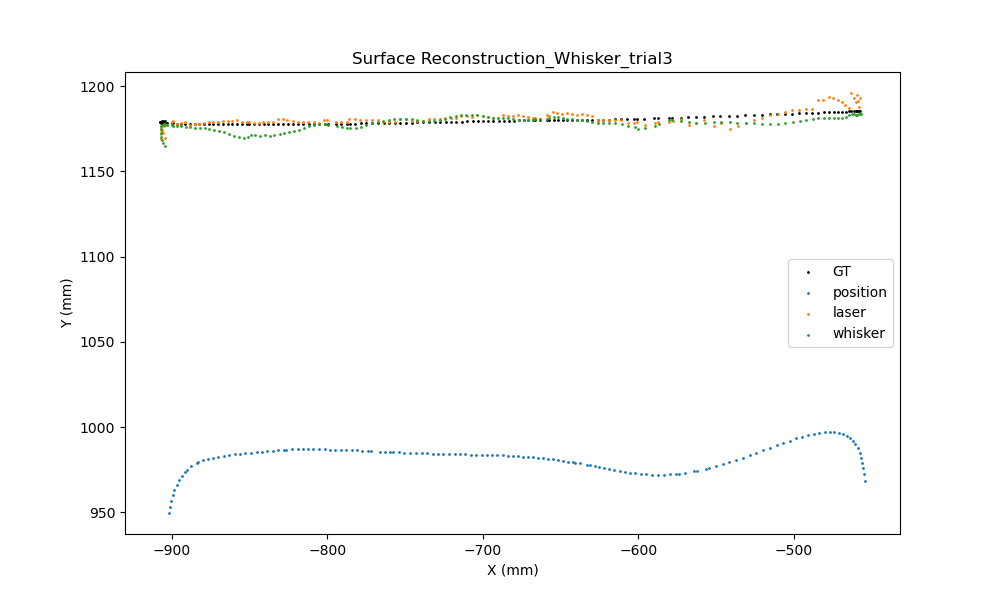 Surface Reconstruction_Whisker_trial3
1200
1150
1100
1050
1000
950
Y (mm)
GT
position
laser
whisker
−900 −800 −700 −600 −500
X (mm)